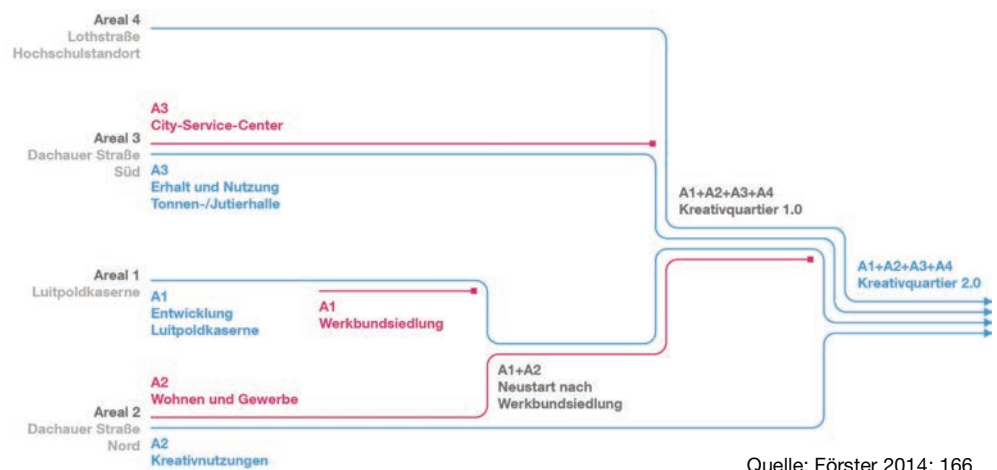 Areal 4
Lothstraße
Hochschulstandort
A3
City-Service-Center
Areal 3
Dachauer Straße
Süd
A3
Erhalt und Nutzung
Tonnen-/Jutierhalle
A1+A2+A3+A4
Kreativquartier 1.0
A1+A2+A3+A4
Kreativquartier 2.0
Areal 1
Luitpoldkaserne
A1
Entwicklung
Luitpoldkaserne
A1
Werkbundsiedlung
A1+A2
Neustart nach
Werkbundsiedlung
A2
Wohnen und Gewerbe
Areal 2
Dachauer Straße
Nord
A2
Kreativnutzungen
Quelle: Förster 2014: 166